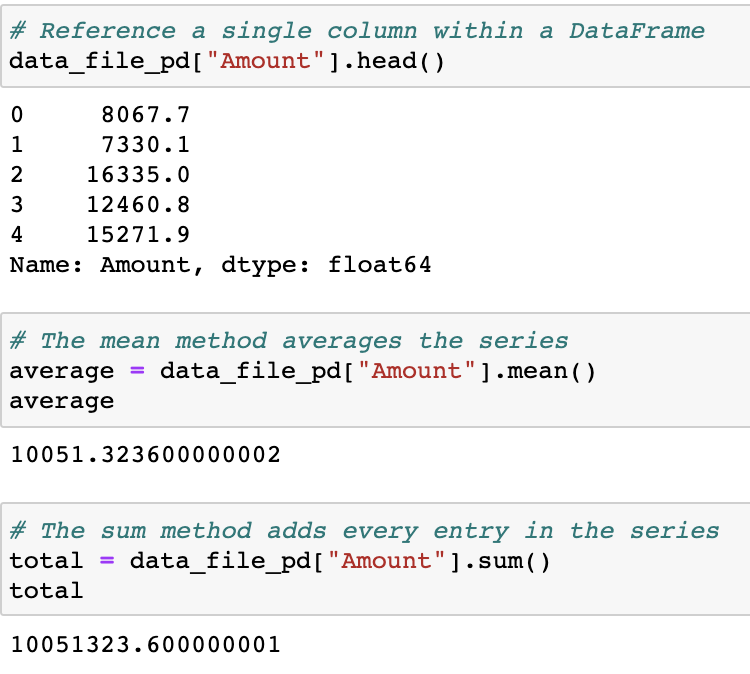 # Reference a single column within a DataFrame
data_file_pd["Amount"].head()
0     8067.7
1     7330.1
2    16335.0
3    12460.8
4    15271.9
Name: Amount, dtype: float64
# The mean method averages the series
average = data_file_pd["Amount"].mean()
average
10051.323600000002
# The sum method adds every entry in the series
total = data_file_pd["Amount"].sum()
total
10051323.600000001